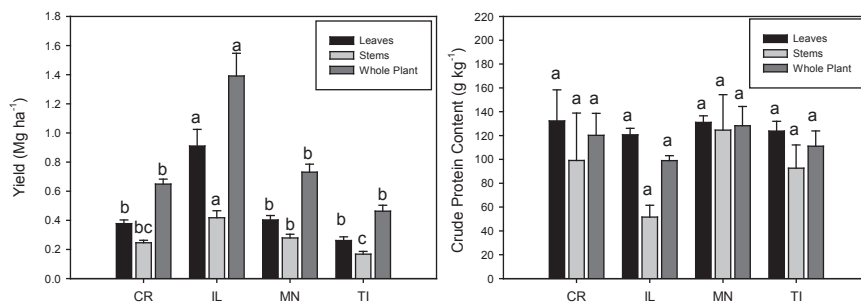 Yield (Mg ha⁻¹)
1.8
1.6
1.4
1.2
1.0
0.8
0.6
0.4
0.2
0.0
Leaves
Stems
Whole Plant
b
bc
b
a
a
a
b
b
b
b
c
b
CR
IL
MN
TI
Crude Protein Content (g kg⁻¹)
220
200
180
160
140
120
100
80
60
40
20
0
Leaves
Stems
Whole Plant
a
a
a
a
a
a
a
a
a
a
a
a
CR
IL
MN
TI